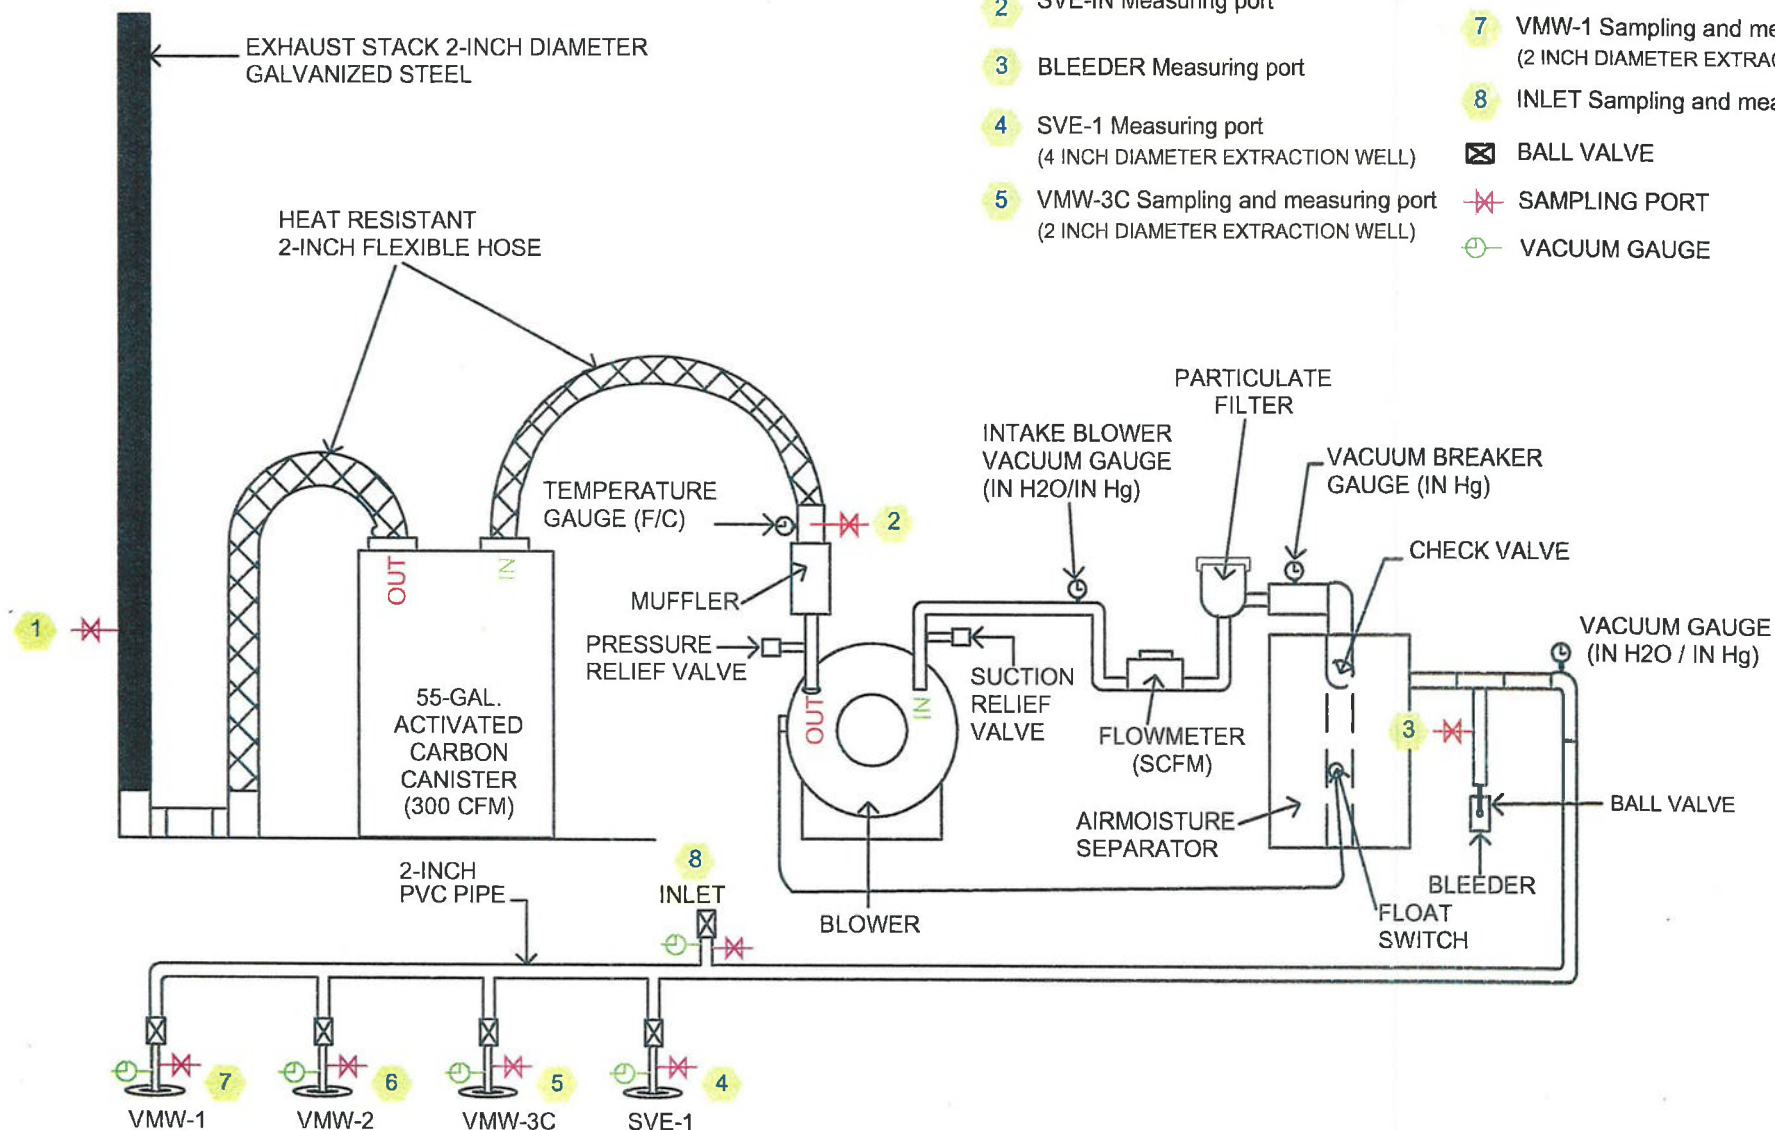 2 SVE-IN Measuring port
3 BLEEDER Measuring port
4 SVE-1 Measuring port
(4 INCH DIAMETER EXTRACTION WELL)
5 VMW-3C Sampling and measuring port
(2 INCH DIAMETER EXTRACTION WELL)
7 VMW-1 Sampling and
(2 INCH DIAMETER
8 INLET Sampling and
BALL VALVE
SAMPLING PORT
VACUUM GAUGE
EXHAUST STACK 2-INCH DIAMETER
GALVANIZED STEEL
HEAT RESISTANT
2-INCH FLEXIBLE HOSE
PARTICULATE
FILTER
INTAKE BLOWER
VACUUM GAUGE
(IN H2O/IN Hg)
VACUUM BREAKER
GAUGE (IN Hg)
TEMPERATURE
GAUGE (F/C)
2
CHECK VALVE
OUT
IN
MUFFLER
1
PRESSURE
RELIEF VALVE
VACUUM GAUGE
(IN H2O / IN Hg)
55-GAL.
ACTIVATED
CARBON
CANISTER
(300 CFM)
OUT
IN
SUCTION
RELIEF
VALVE
FLOWMETER
(SCFM)
3
AIRMOISTURE
SEPARATOR
BALL VALVE
BLEEDER
FLOAT
SWITCH
BLOWER
2-INCH
PVC PIPE
8
INLET
7
6
5
4
VMW-1
VMW-2
VMW-3C
SVE-1